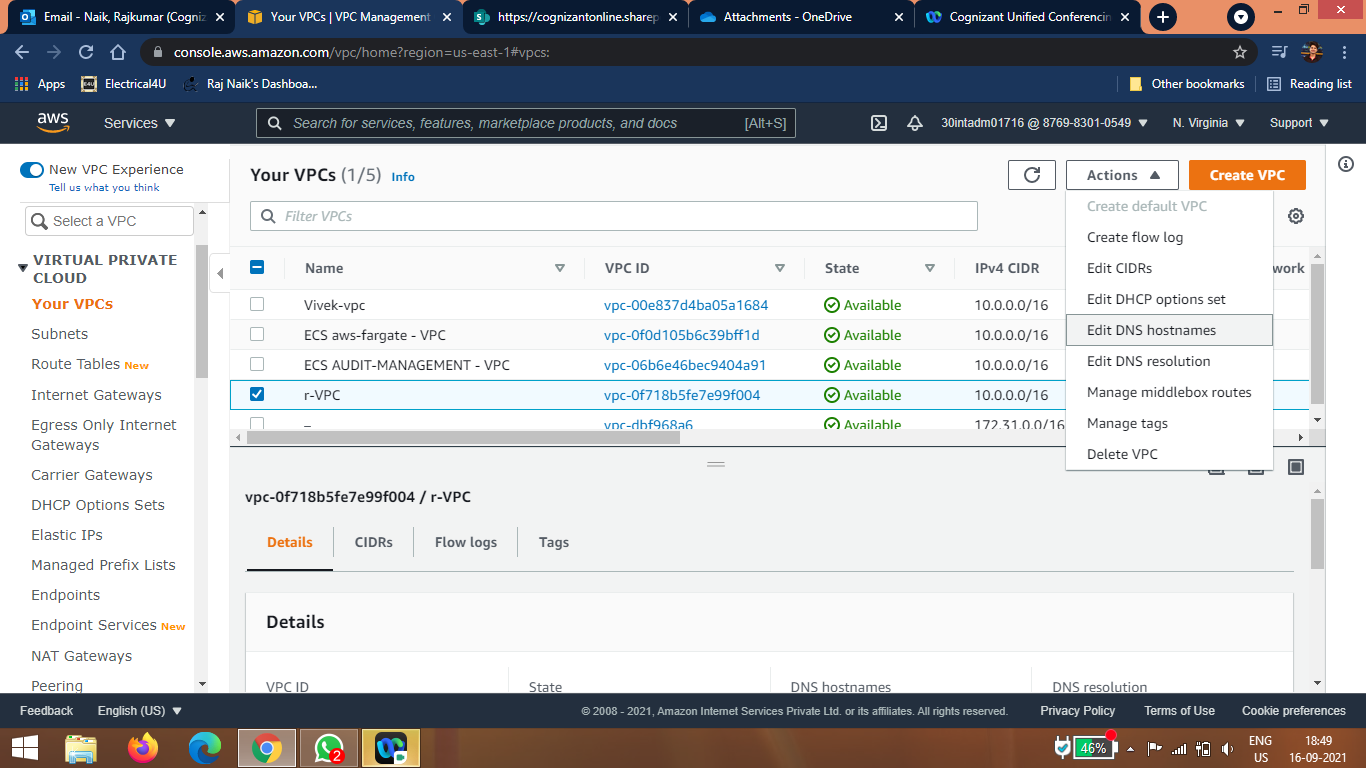 Email - Naik, Rajkumar (Cogniz
Your VPCs | VPC Management
https://cognizantonline.sharep
Attachments - OneDrive
Cognizant Unified Conferencin
console.aws.amazon.com/vpc/home?region=us-east-1#vpcs:
Apps
Electrical4U
Raj Naik's Dashboa...
Other bookmarks
Reading list
aws
Services
Search for services, features, marketplace products, and docs [Alt+S]
30intadm01716 @ 8769-8301-0549
N. Virginia
Support
New VPC Experience
Tell us what you think
Select a VPC
VIRTUAL PRIVATE
CLOUD
Your VPCs
Subnets
Route Tables New
Internet Gateways
Egress Only Internet
Gateways
Carrier Gateways
DHCP Options Sets
Elastic IPs
Managed Prefix Lists
Endpoints
Endpoint Services New
NAT Gateways
Peering
Your VPCs (1/5) Info
Actions
Create VPC
Filter VPCs
Create default VPC
Create flow log
Edit CIDRs
Edit DHCP options set
Edit DNS hostnames
Edit DNS resolution
Manage middlebox routes
Manage tags
Delete VPC
Name VPC ID State IPv4 CIDR work
Vivek-vpc vpc-00e837d4ba05a1684 Available 10.0.0.0/16
ECS aws-fargate - VPC vpc-0f0d105b6c39bff1d Available 10.0.0.0/16
ECS AUDIT-MANAGEMENT - VPC vpc-06b6e46bec9404a91 Available 10.0.0.0/16
r-VPC vpc-0f718b5fe7e99f004 Available 10.0.0.0/16
– vpc-dbf968a6 Available 172.31.0.0/16
vpc-0f718b5fe7e99f004 / r-VPC
Details CIDRs Flow logs Tags
Details
VPC ID State DNS hostnames DNS resolution
Feedback English (US)
© 2008 - 2021, Amazon Internet Services Private Ltd. or its affiliates. All rights reserved.
Privacy Policy Terms of Use Cookie preferences
2
46%
ENG
US
18:49
16-09-2021